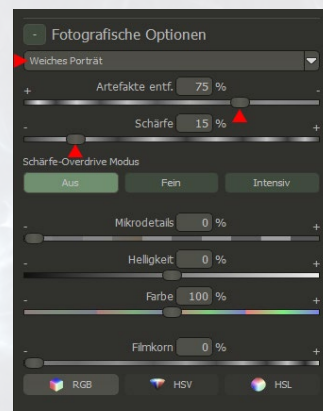 - Fotografische Optionen
Weiches Porträt
+ Artefakte entf. 75 % -
- Schärfe 15 % +
Schärfe-Overdrive Modus
Aus Fein Intensiv
- Mikrodetails 0 % +
- Helligkeit 0 % +
- Farbe 100 % +
- Filmkorn 0 % +
RGB HSV HSL